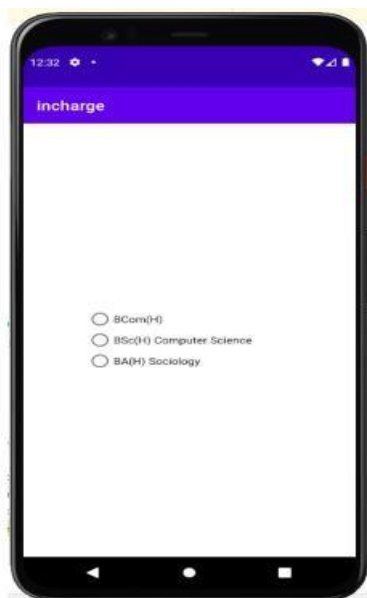 12:32
incharge
BCom(H)
BSc(H) Computer Science
BA(H) Sociology